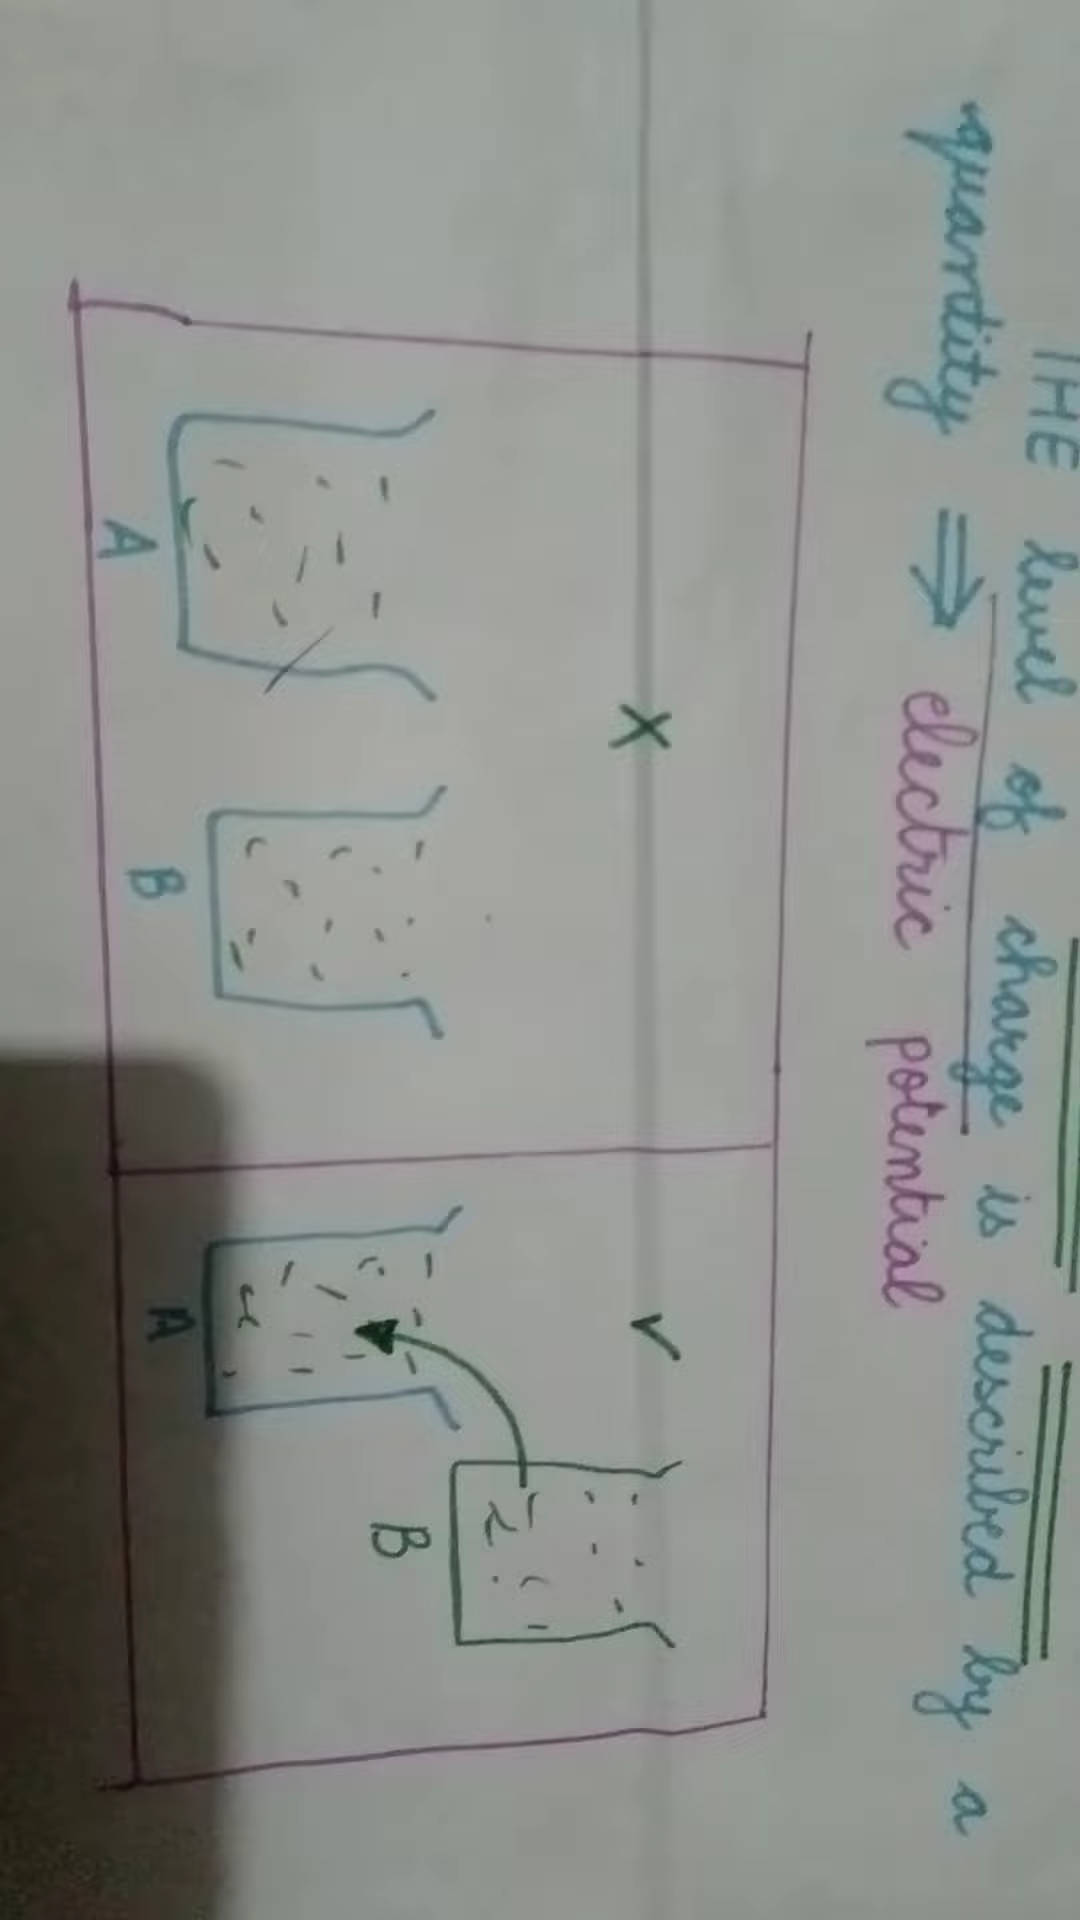 THE level of charge is described by a
quantity ⇒ electric potential
X
✓
A
B
A
B